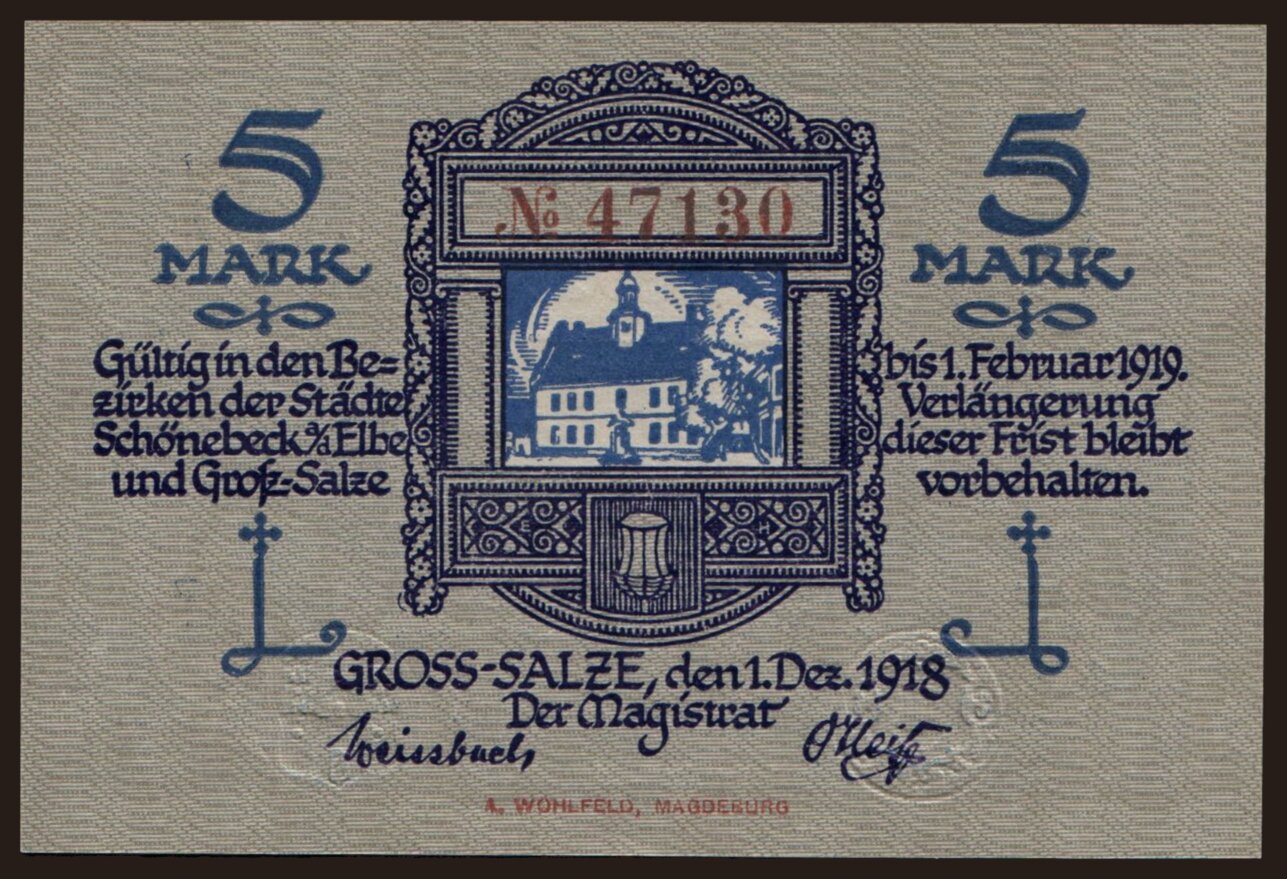 5
MARK
Gültig in den Be-
zirken der Städte
Schönebeck a/d Elbe
und Groß-Salze
№ 47130
E H
5
MARK
bis 1. Februar 1919.
Verlängerung
dieser Frist bleibt
vorbehalten.
GROSS-SALZE, den 1. Dez. 1918
Der Magistrat
Weissbach
A. WOHLFELD, MAGDEBURG